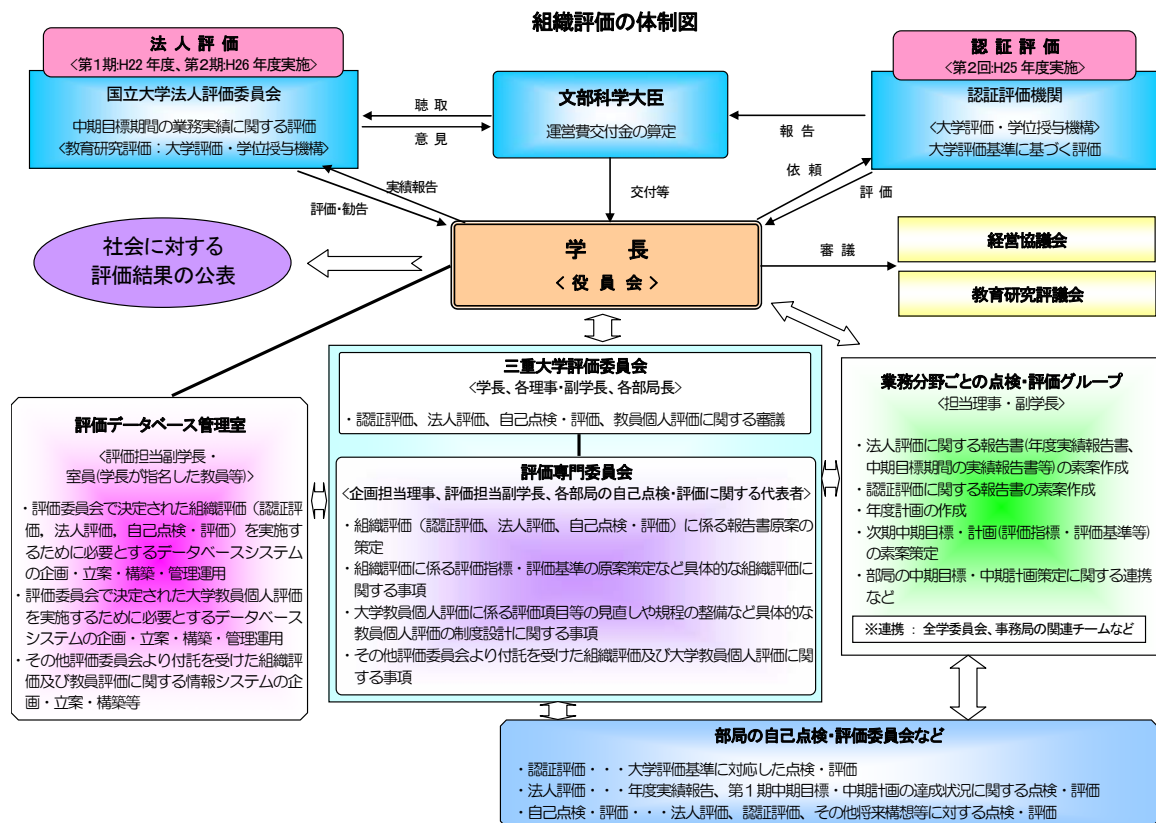 組織評価の体制図
法 人 評 価
<第1期:H22 年度、第2期:H26 年度実施>
国立大学法人評価委員会
中期目標期間の業務実績に関する評価
<教育研究評価:大学評価・学位授与機構>
聴 取
意 見
文部科学大臣
運営費交付金の算定
報 告
認 証 評 価
<第2回:H25 年度実施>
認証評価機関
<大学評価・学位授与機構>
大学評価基準に基づく評価
実績報告
評価・勧告
交付等
依 頼
評 価
社会に対する
評価結果の公表
学 長
< 役 員 会 >
審 議
経営協議会
教育研究評議会
三重大学評価委員会
<学長、各理事・副学長、各部局長>
・認証評価、法人評価、自己点検・評価、教員個人評価に関する審議
評価専門委員会
<企画担当理事、評価担当副学長、各部局の自己点検・評価に関する代表者>
・組織評価(認証評価、法人評価、自己点検・評価)に係る報告書原案の
策定
・組織評価に係る評価指標・評価基準の原案策定など具体的な組織評価に
関する事項
・大学教員個人評価に係る評価項目等の見直しや規程の整備など具体的な
教員個人評価の制度設計に関する事項
・その他評価委員会より付託を受けた組織評価及び大学教員個人評価に関
する事項
評価データベース管理室
<評価担当副学長・
室員(学長が指名した教員等)>
・評価委員会で決定された組織評価(認証評
価、法人評価、自己点検・評価)を実施す
るために必要とするデータベースシステム
の企画・立案・構築・管理運用
・評価委員会で決定された大学教員個人評価
を実施するために必要とするデータベース
システムの企画・立案・構築・管理運用
・その他評価委員会より付託を受けた組織評
価及び教員評価に関する情報システムの企
画・立案・構築等
業務分野ごとの点検・評価グループ
<担当理事・副学長>
・法人評価に関する報告書(年度実績報告書、
中期目標期間の実績報告書等)の素案作成
・認証評価に関する報告書の素案作成
・年度計画の作成
・次期中期目標・計画(評価指標・評価基準等)
の素案策定
・部局の中期目標・中期計画策定に関する連携
など
※連携 : 全学委員会、事務局の関連チームなど
部局の自己点検・評価委員会など
・認証評価・・・大学評価基準に対応した点検・評価
・法人評価・・・年度実績報告、第1期中期目標・中期計画の達成状況に関する点検・評価
・自己点検・評価・・・法人評価、認証評価、その他将来構想等に対する点検・評価